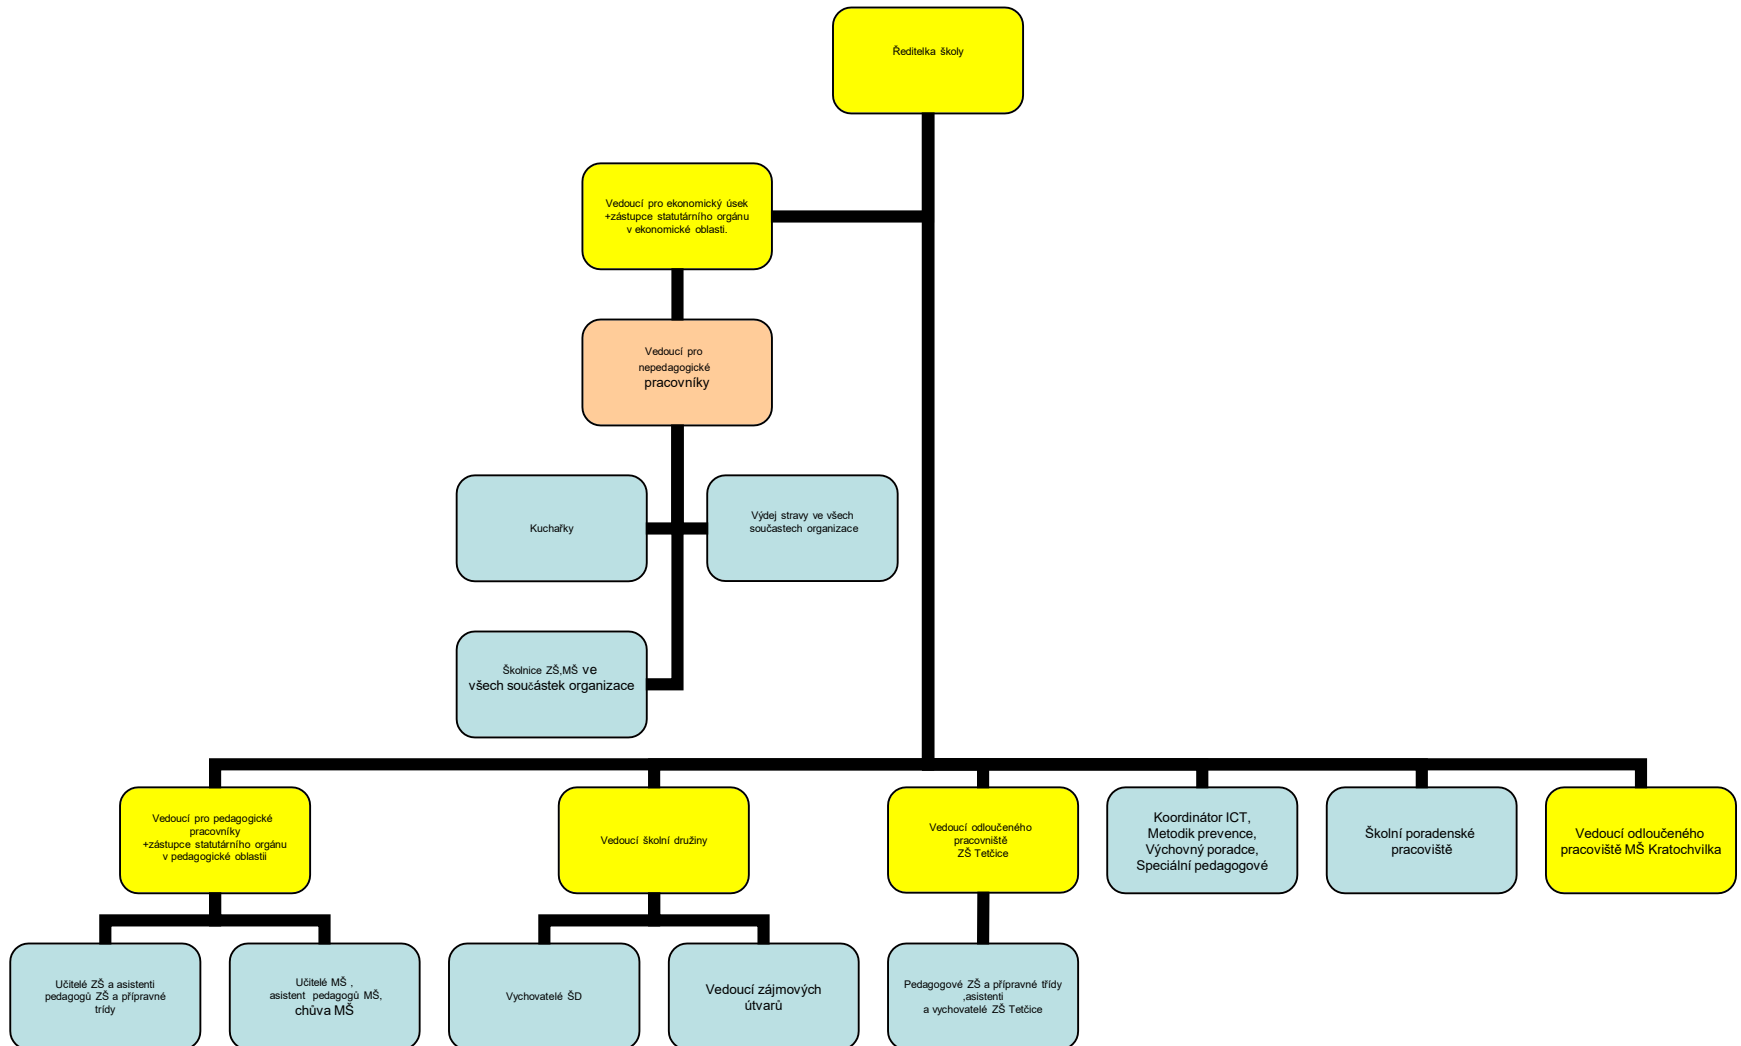 Ředitelka školy
Vedoucí pro ekonomický úsek
+zástupce statutárního orgánu
v ekonomické oblasti.
Vedoucí pro
nepedagogické
pracovníky
Kuchařky
Výdej stravy ve všech
součastech organizace
Školnice ZŠ,MŠ ve
všech součástek organizace
Vedoucí pro pedagogické
pracovníky
+zástupce statutárního orgánu
v pedagogické oblastii
Vedoucí školní družiny
Vedoucí odloučeného
pracovniště
ZŠ Tetčice
Koordinátor ICT,
Metodik prevence,
Výchovný poradce,
Speciální pedagogové
Školní poradenské
pracoviště
Vedoucí odloučeného
pracoviště MŠ Kratochvilka
Učitelé ZŠ a asistenti
pedagogů ZŠ a přípravné
trídy
Učitelé MŠ ,
asistent pedagogů MŠ,
chůva MŠ
Vychovatelé ŠD
Vedoucí zájmových
útvarů
Pedagogové ZŠ a přípravné třídy
,asistenti
a vychovatelé ZŠ Tetčice